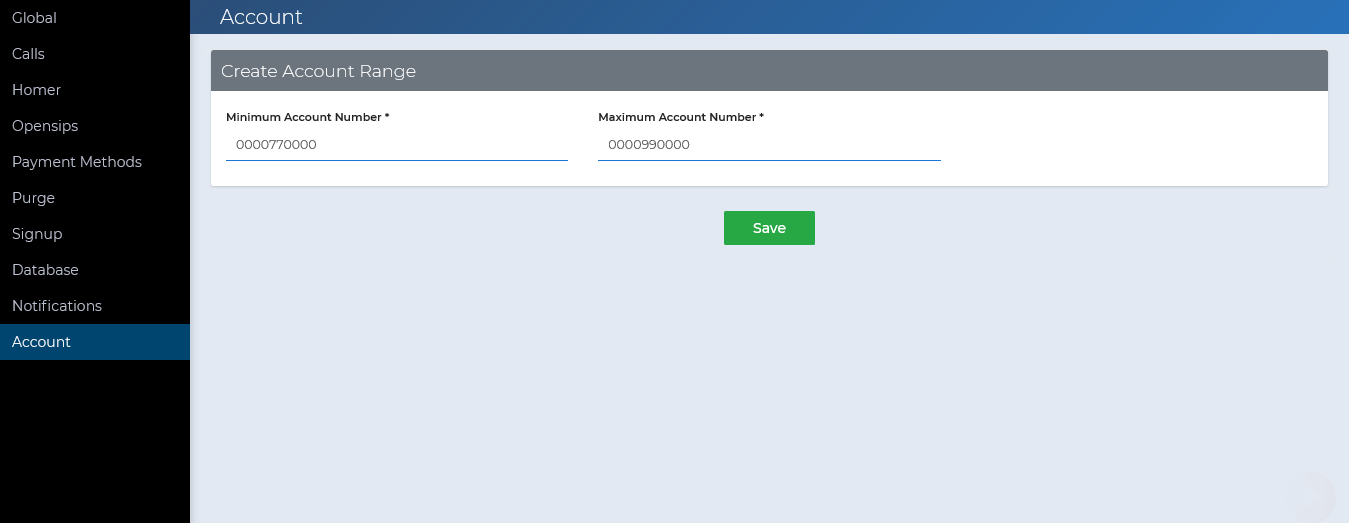 Global
Calls
Homer
Opensips
Payment Methods
Purge
Signup
Database
Notifications
Account
Account
Create Account Range
Minimum Account Number * Maximum Account Number *
0000770000 0000990000
Save